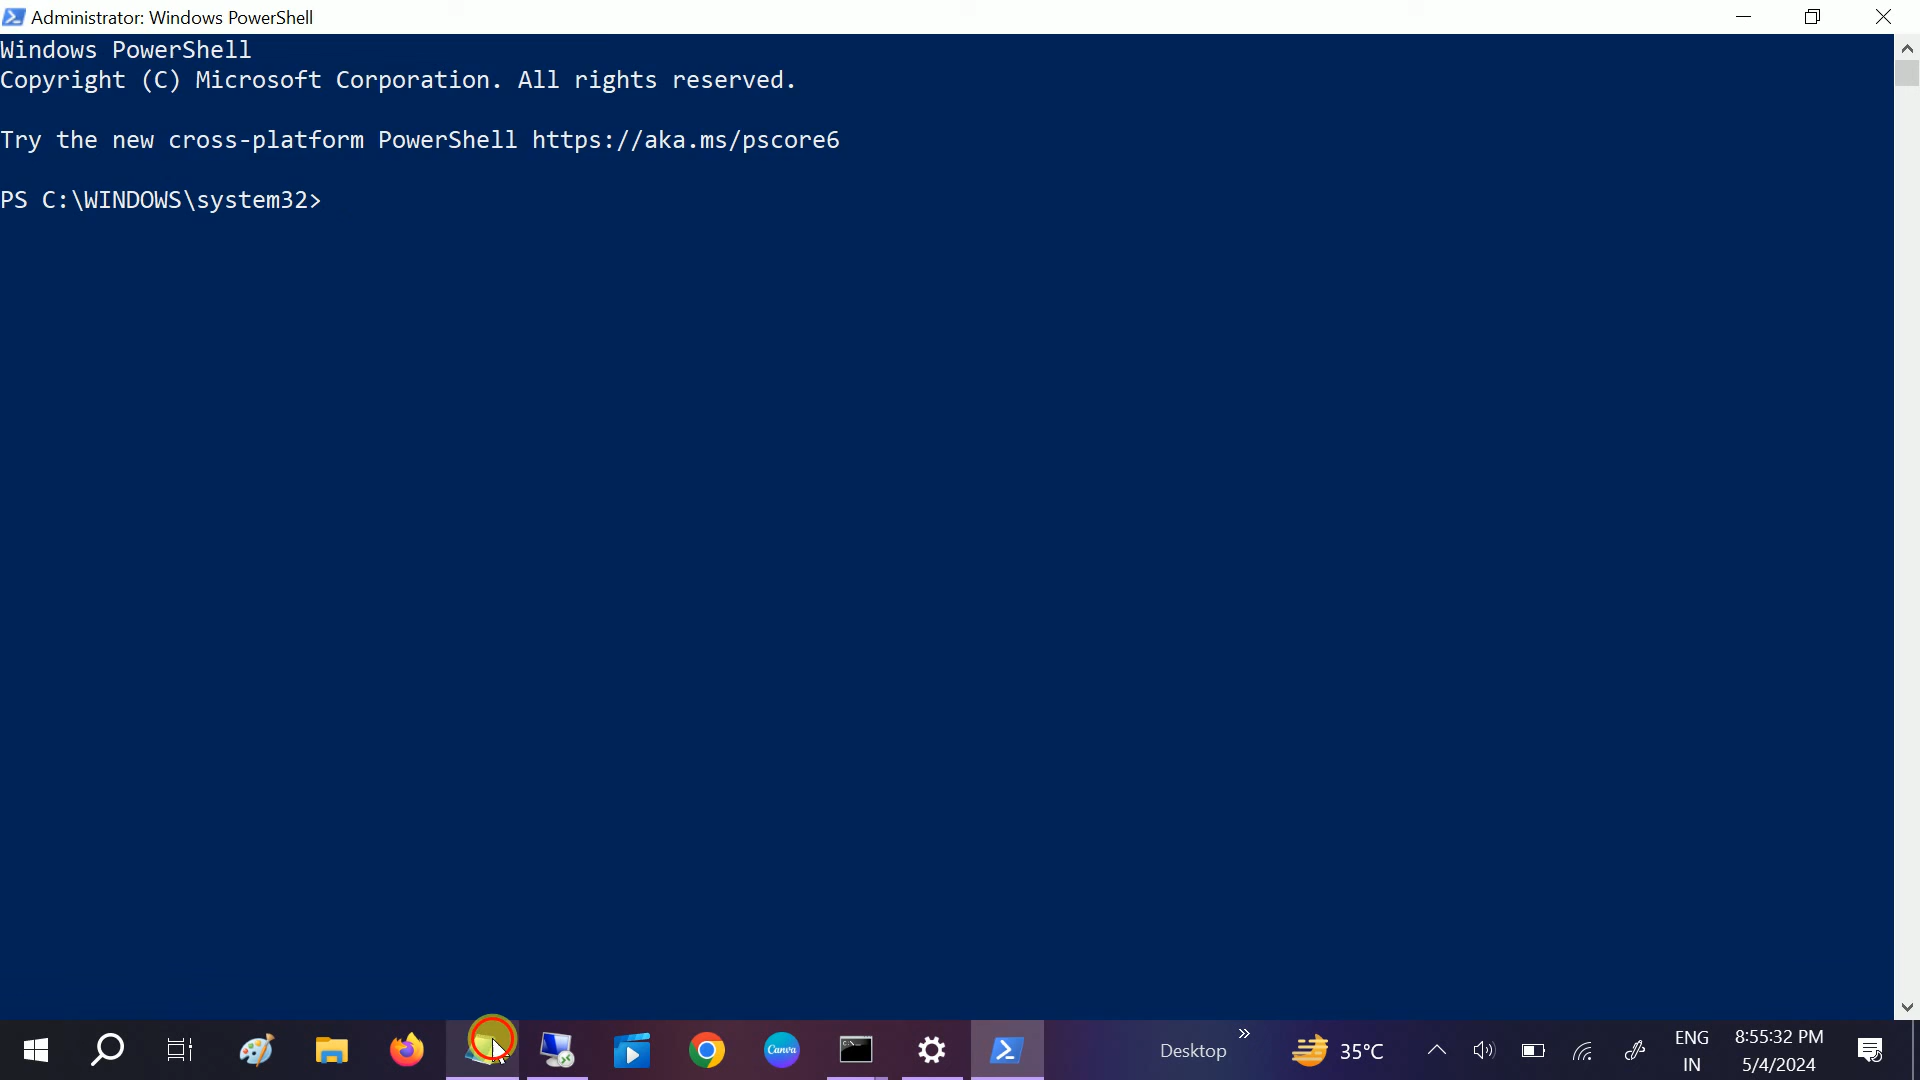 Administrator: Windows PowerShell
Windows PowerShell
Copyright (C) Microsoft Corporation. All rights reserved.
Try the new cross-platform PowerShell https://aka.ms/pscore6
PS C:\WINDOWS\system32>
Canva
Desktop
35°C
ENG
IN
8:55:32 PM
5/4/2024